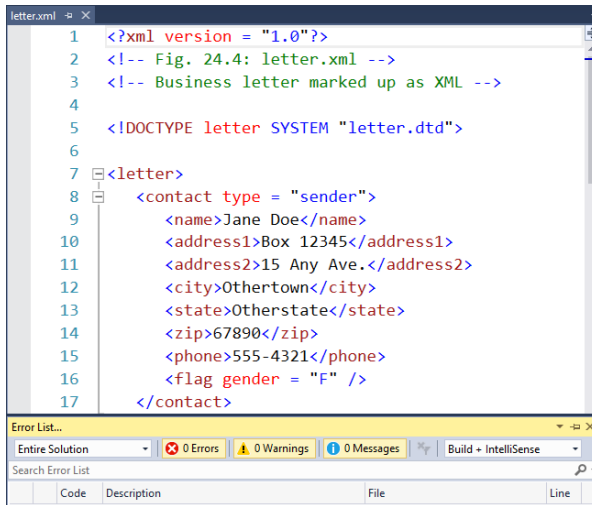 letter.xml
1 <?xml version = "1.0"?>
2 <!-- Fig. 24.4: letter.xml -->
3 <!-- Business letter marked up as XML -->
4
5 <!DOCTYPE letter SYSTEM "letter.dtd">
6
7 <letter>
8 <contact type = "sender">
9 <name>Jane Doe</name>
10 <address1>Box 12345</address1>
11 <address2>15 Any Ave.</address2>
12 <city>Othertown</city>
13 <state>Otherstate</state>
14 <zip>67890</zip>
15 <phone>555-4321</phone>
16 <flag gender = "F" />
17 </contact>
Error List...
Entire Solution 0 Errors 0 Warnings 0 Messages Build + IntelliSense
Search Error List
Code Description File Line